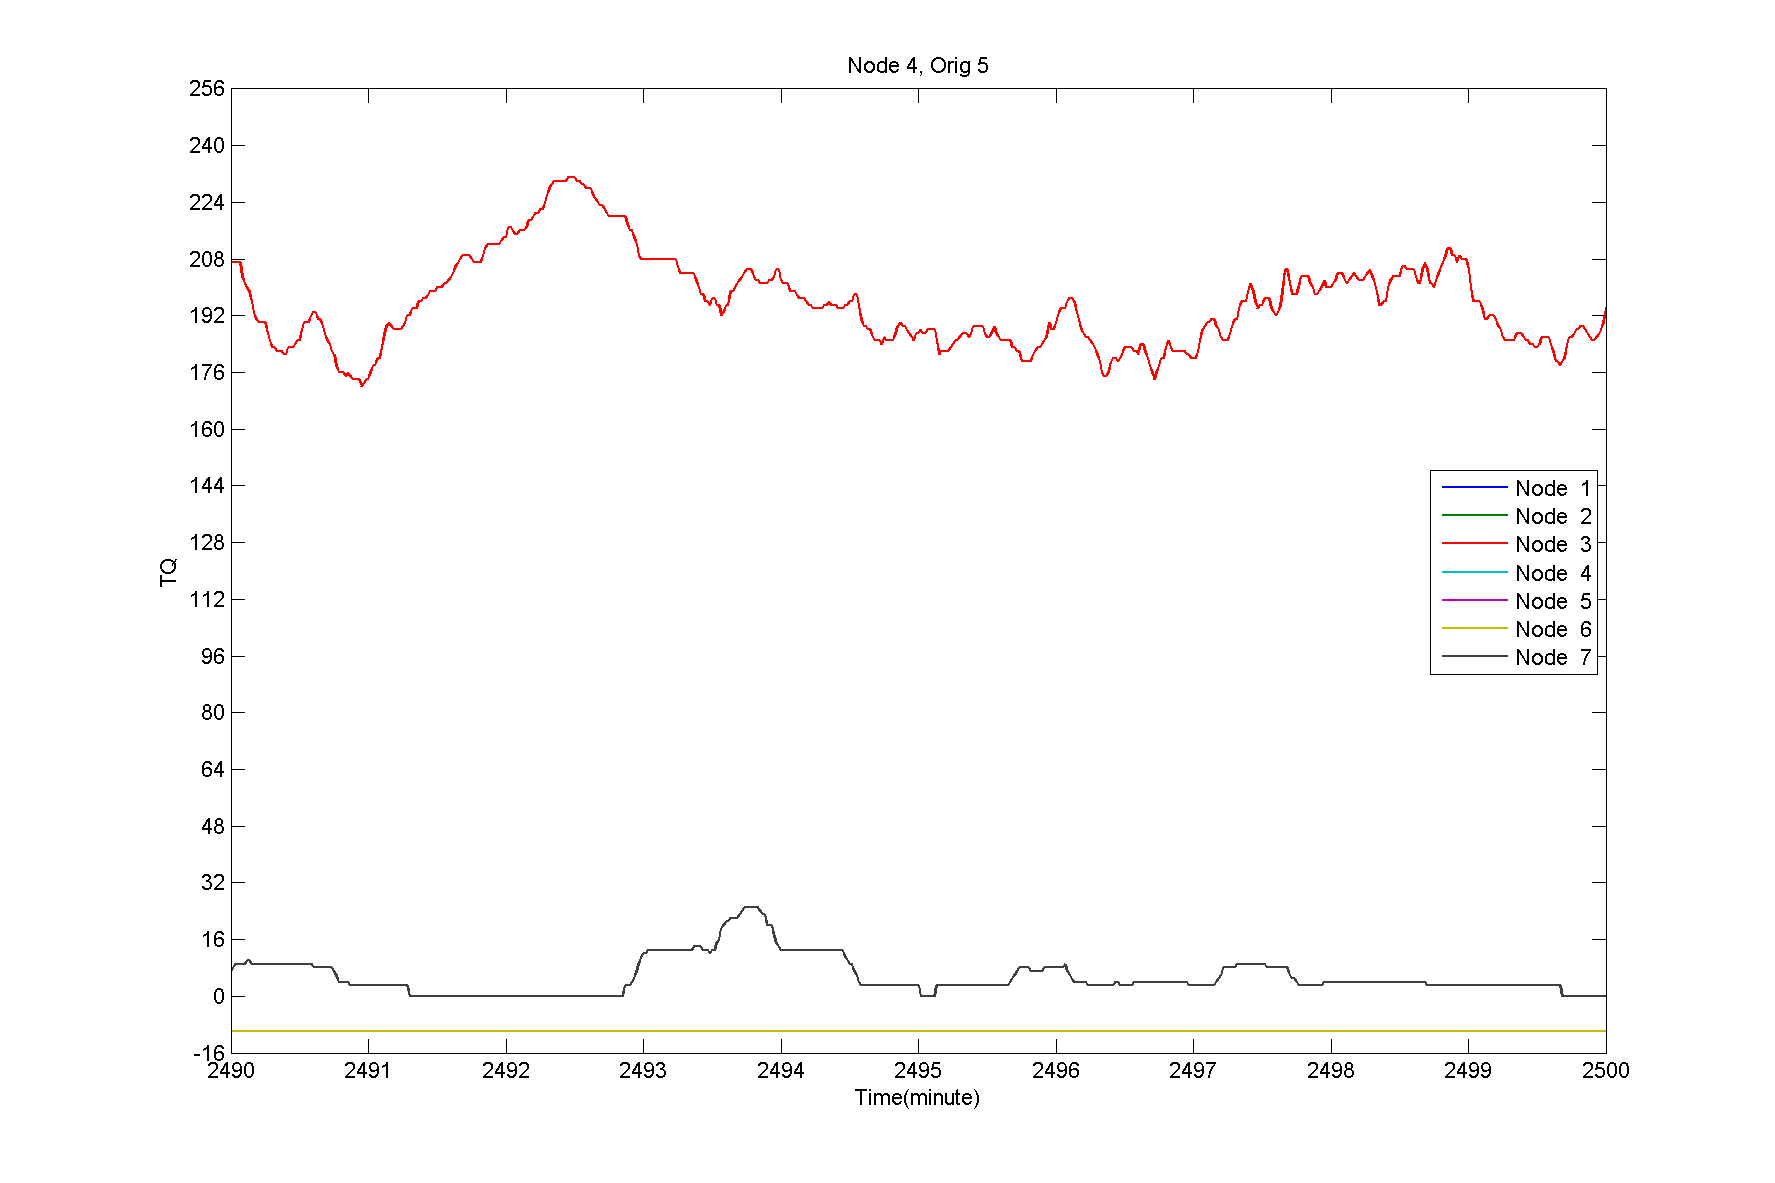 Node 4, Orig 5
256
240
224
208
192
176
160
144
128
112
96
80
64
48
32
16
0
-16
TQ
Node 1
Node 2
Node 3
Node 4
Node 5
Node 6
Node 7
2490 2491 2492 2493 2494 2495 2496 2497 2498 2499 2500
Time(minute)